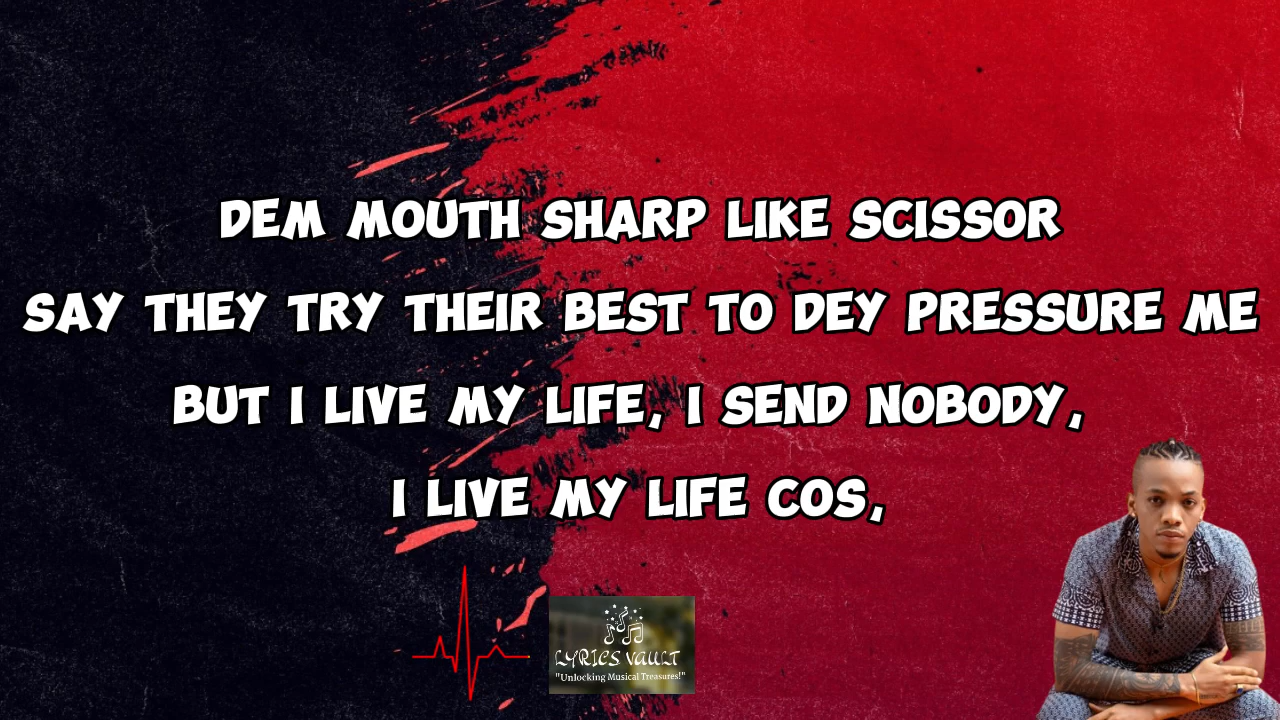 DEM MOUTH SHARP LIKE SCISSOR
SAY THEY TRY THEIR BEST TO DEY PRESSURE ME
BUT I LIVE MY LIFE, I SEND NOBODY,
I LIVE MY LIFE COS,
LYRICS VAULT
"Unlocking Musical Treasures!"